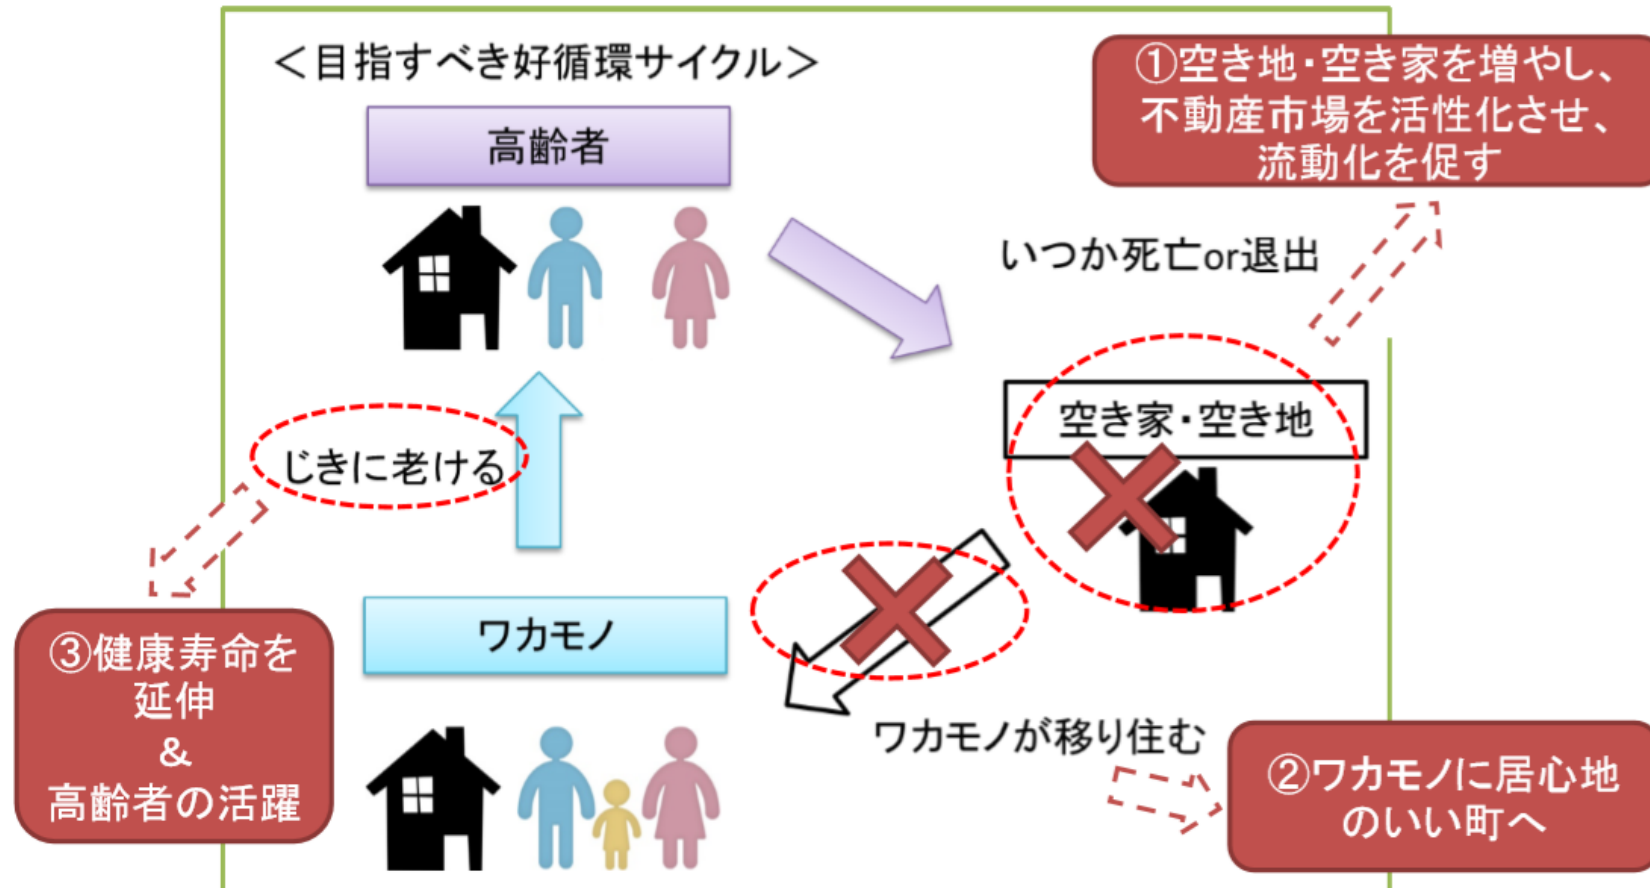 ＜目指すべき好循環サイクル＞
高齢者
①空き地・空き家を増やし、
不動産市場を活性化させ、
流動化を促す
いつか死亡or退出
空き家・空き地
じきに老ける
ワカモノ
③健康寿命を
延伸
＆
高齢者の活躍
ワカモノが移り住む
②ワカモノに居心地
のいい町へ